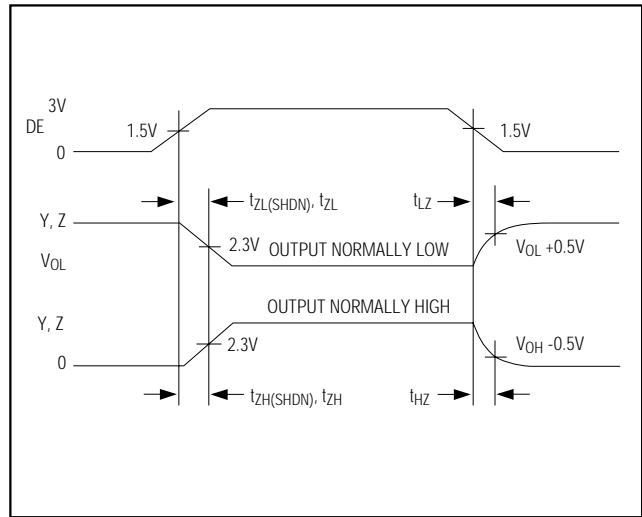 3V
DE
1.5V
1.5V
0
tZL(SHDN), tZL
tLZ
Y, Z
2.3V
OUTPUT NORMALLY LOW
VOL +0.5V
VOL
OUTPUT NORMALLY HIGH
Y, Z
2.3V
VOH -0.5V
0
tZH(SHDN), tZH
tHZ